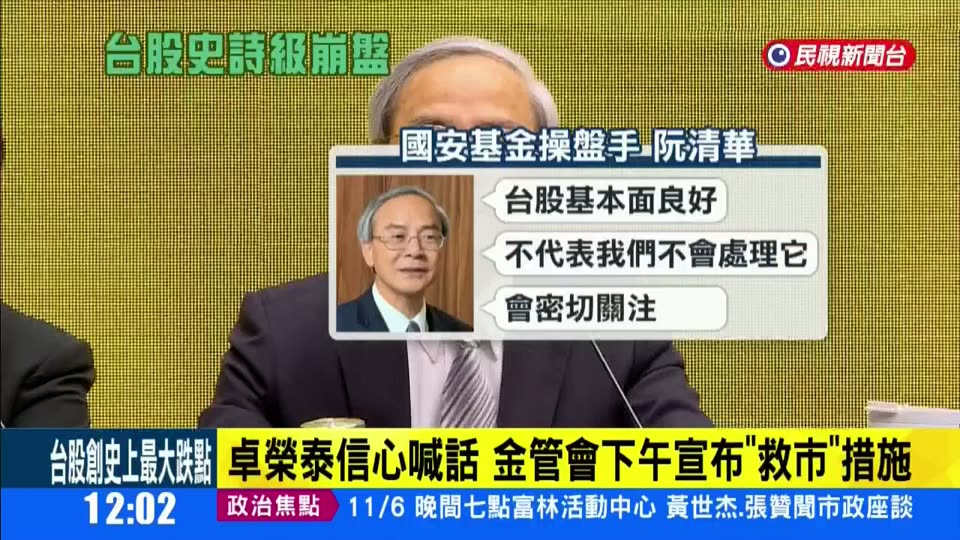 台股史詩級崩盤
民視新聞台
國安基金操盤手 阮清華
台股基本面良好
不代表我們不會處理它
會密切關注
台股創史上最大跌點
卓榮泰信心喊話 金管會下午宣布"救市"措施
12:02
政治焦點
11/6 晚間七點富林活動中心 黃世杰.張贊聞市政座談